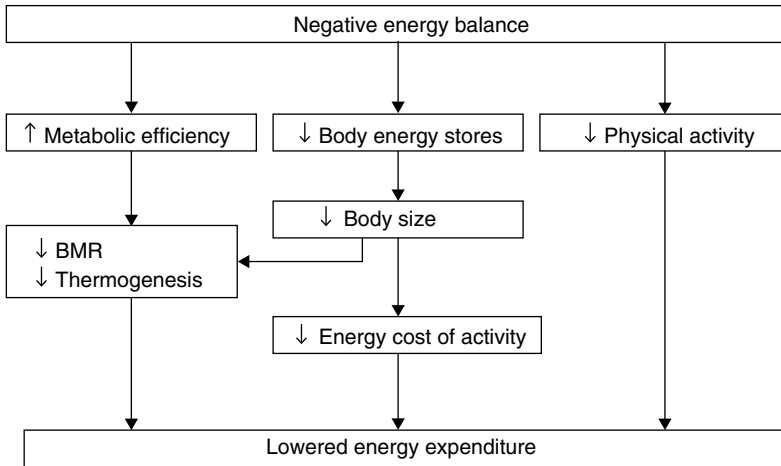 Negative energy balance
↑ Metabolic efficiency
↓ Body energy stores
↓ Physical activity
↓ Body size
↓ BMR
↓ Thermogenesis
↓ Energy cost of activity
Lowered energy expenditure